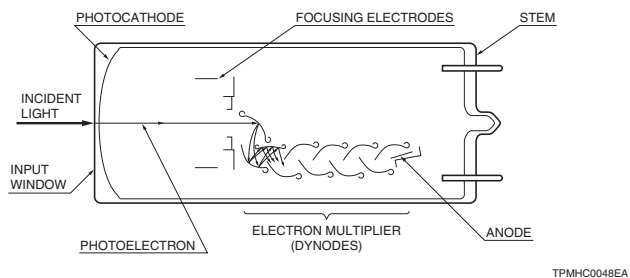 PHOTOCATHODE
FOCUSING ELECTRODES
STEM
INCIDENT
LIGHT
INPUT
WINDOW
PHOTOELECTRON
ELECTRON MULTIPLIER
(DYNODES)
ANODE
TPMHC0048EA